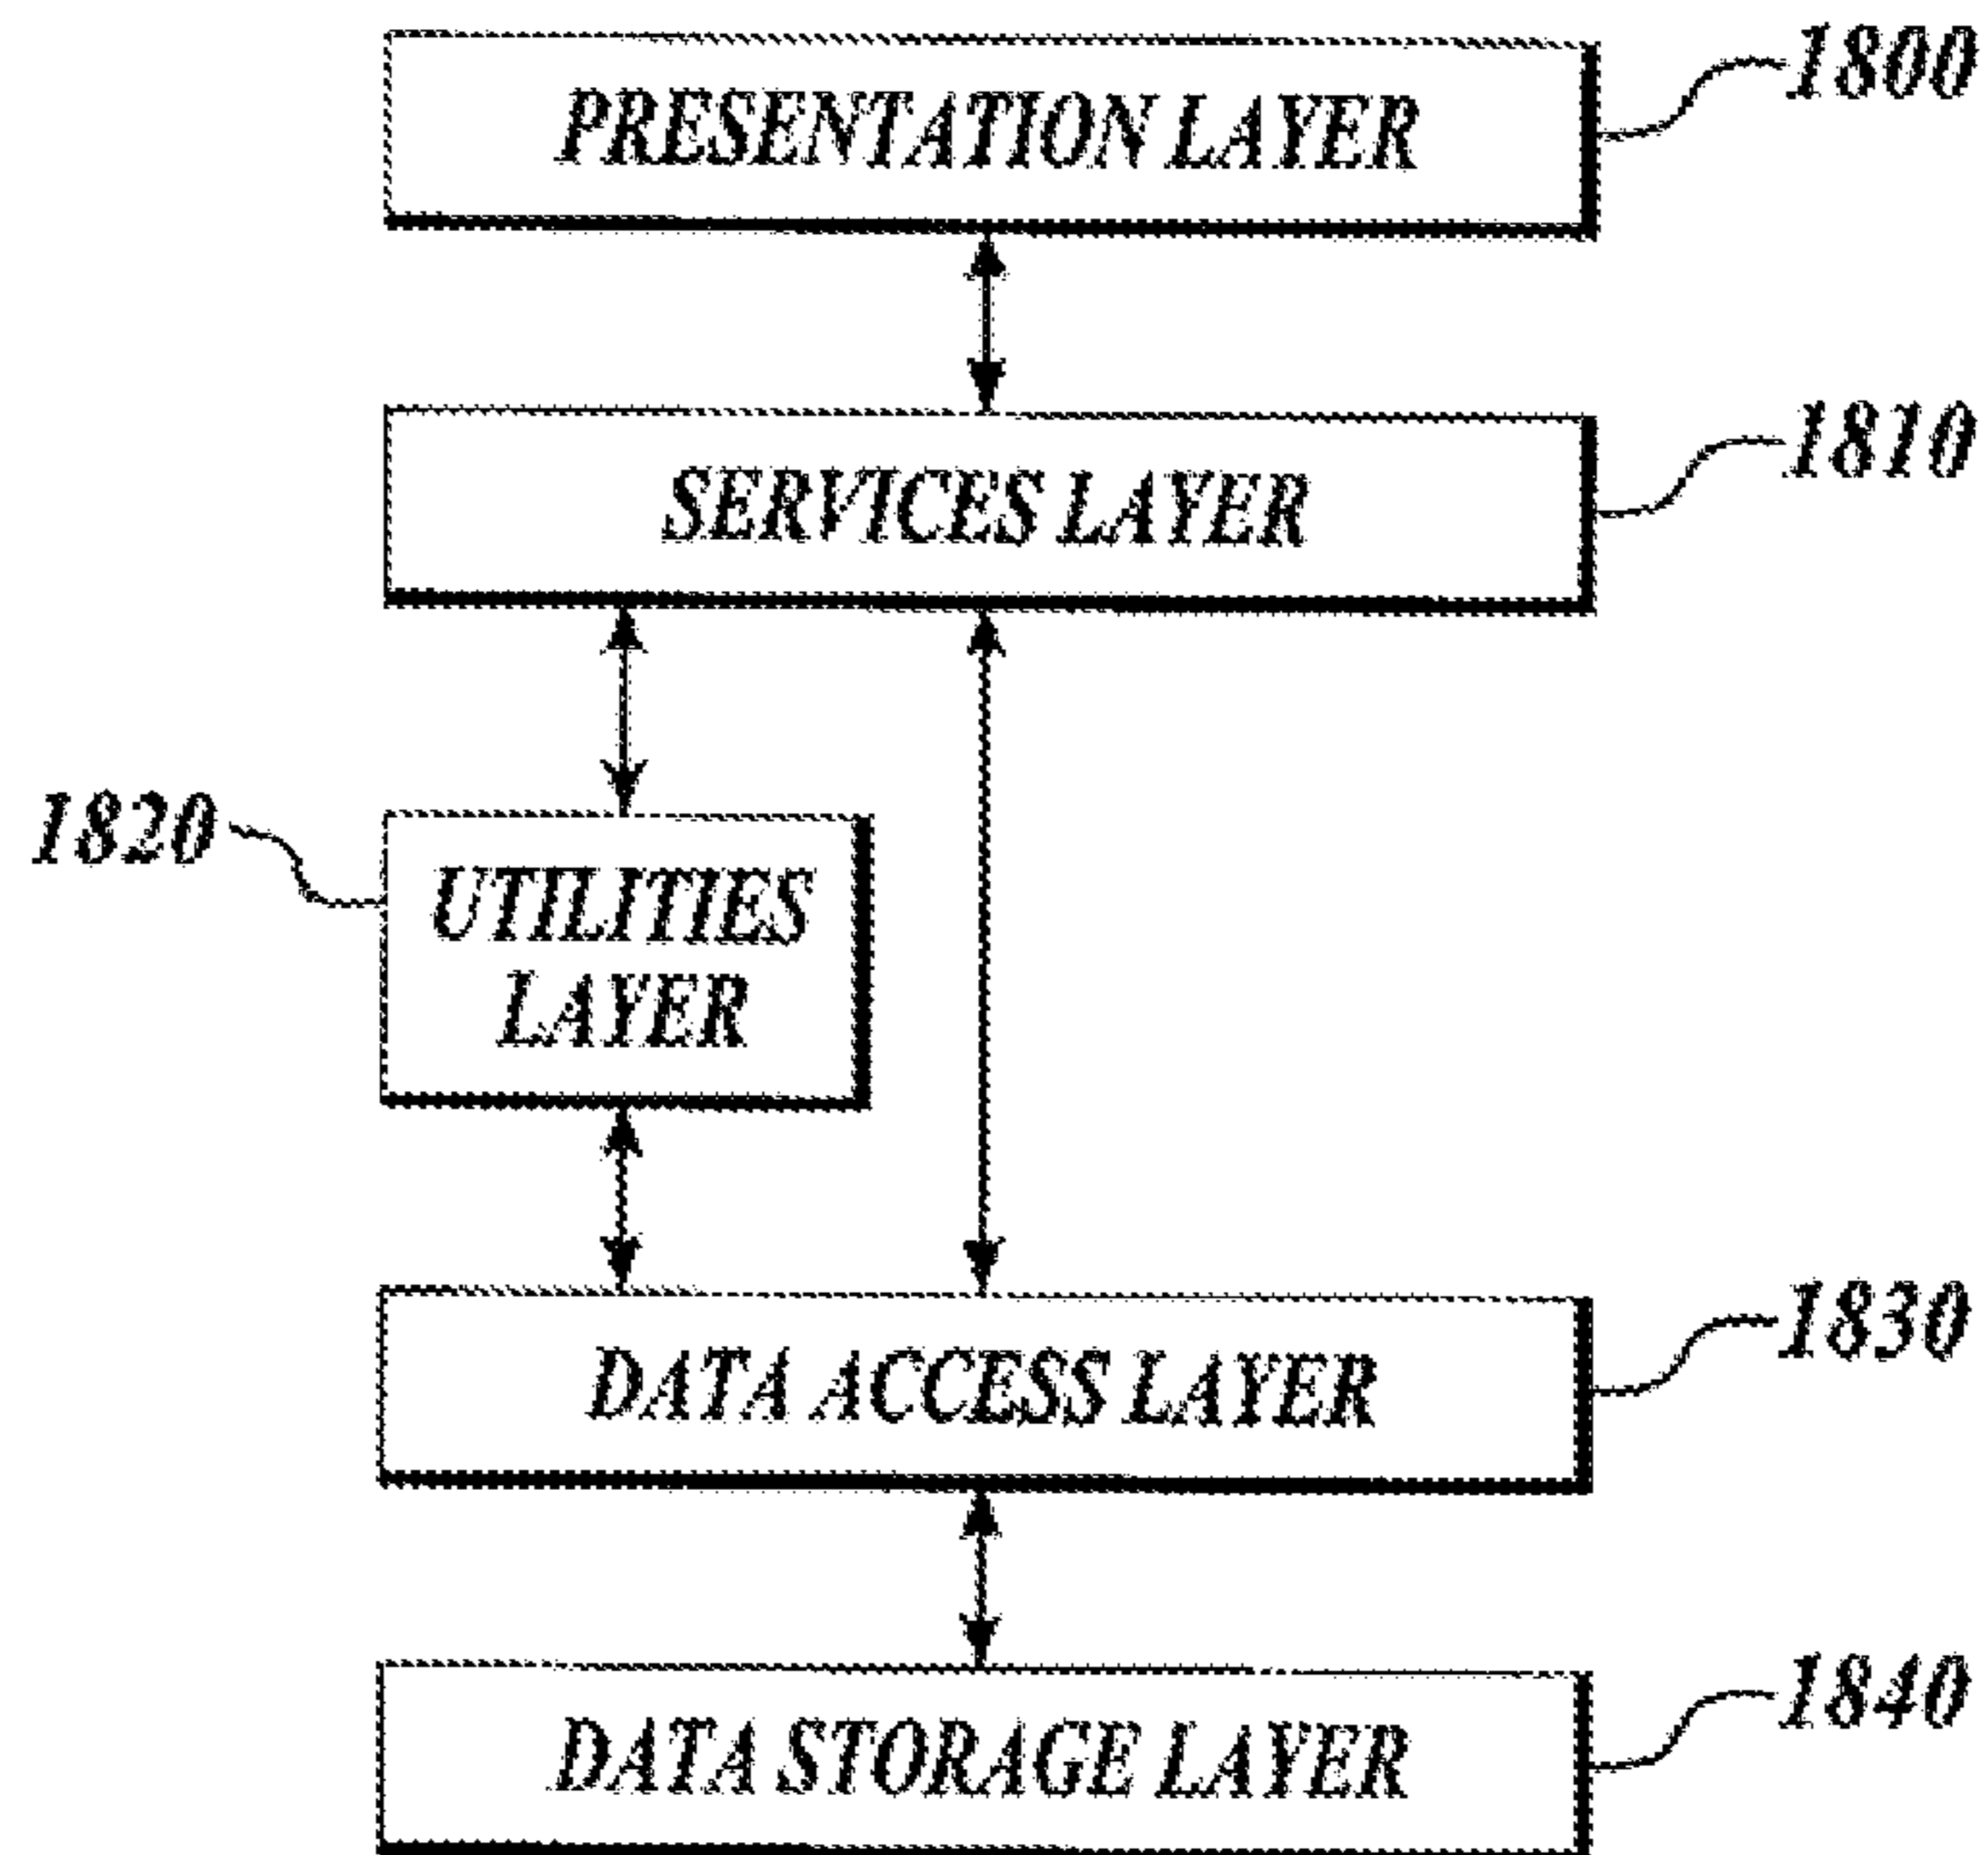 PRESENTATION LAYER
1800
SERVICES LAYER
1810
1820
UTILITIES
LAYER
DATA ACCESS LAYER
1830
DATA STORAGE LAYER
1840